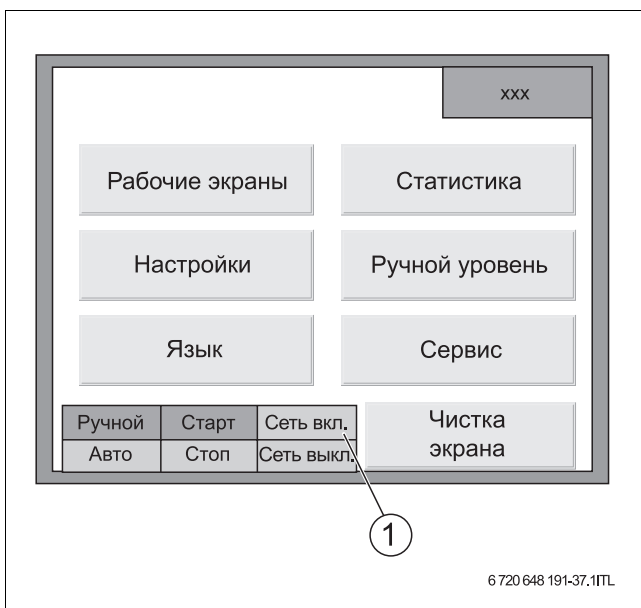 xxx
Рабочие экраны
Статистика
Настройки
Ручной уровень
Язык
Сервис
Ручной
Старт
Сеть вкл.
Чистка
экрана
Авто
Стоп
Сеть выкл.
1
6 720 648 191-37.1ITL